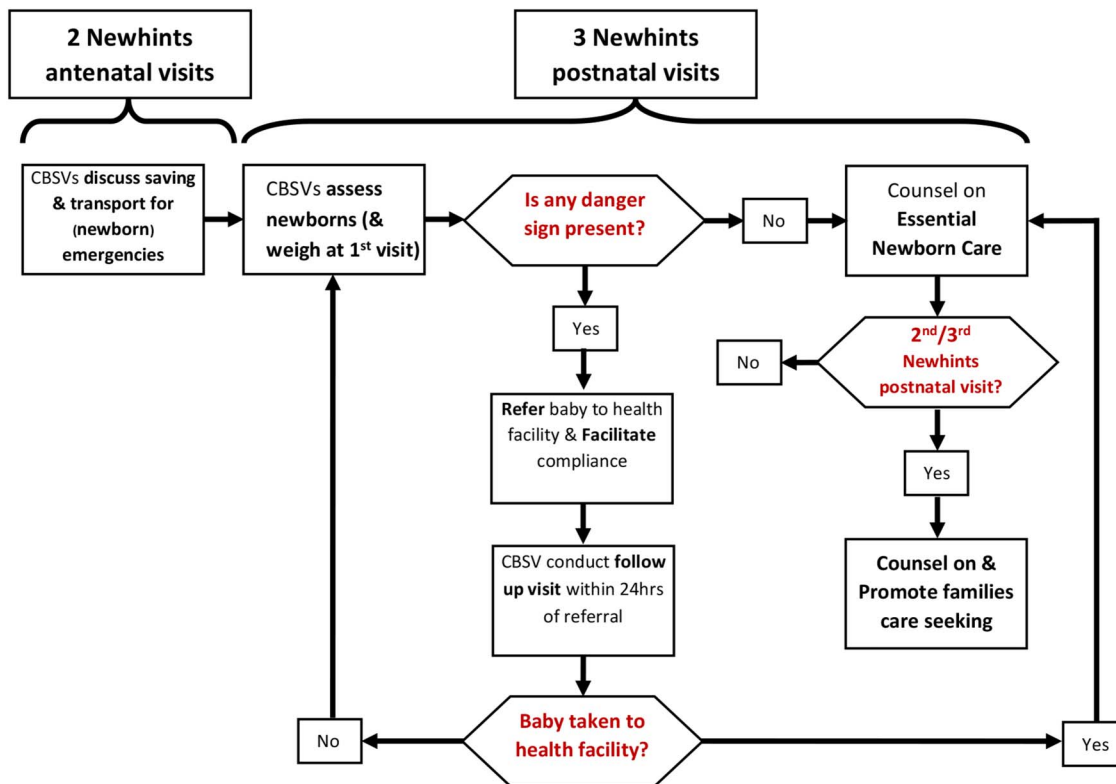 2 Newhints
antenatal visits
3 Newhints
postnatal visits
CBSVs discuss saving
& transport for
(newborn)
emergencies
CBSVs assess
newborns (&
weigh at 1st visit)
Is any danger
sign present?
No
Counsel on
Essential
Newborn Care
Yes
2nd/3rd
Newhints
postnatal visit?
No
Refer baby to health
facility & Facilitate
compliance
Yes
CBSV conduct follow
up visit within 24hrs
of referral
Counsel on &
Promote families
care seeking
Baby taken to
health facility?
No
Yes